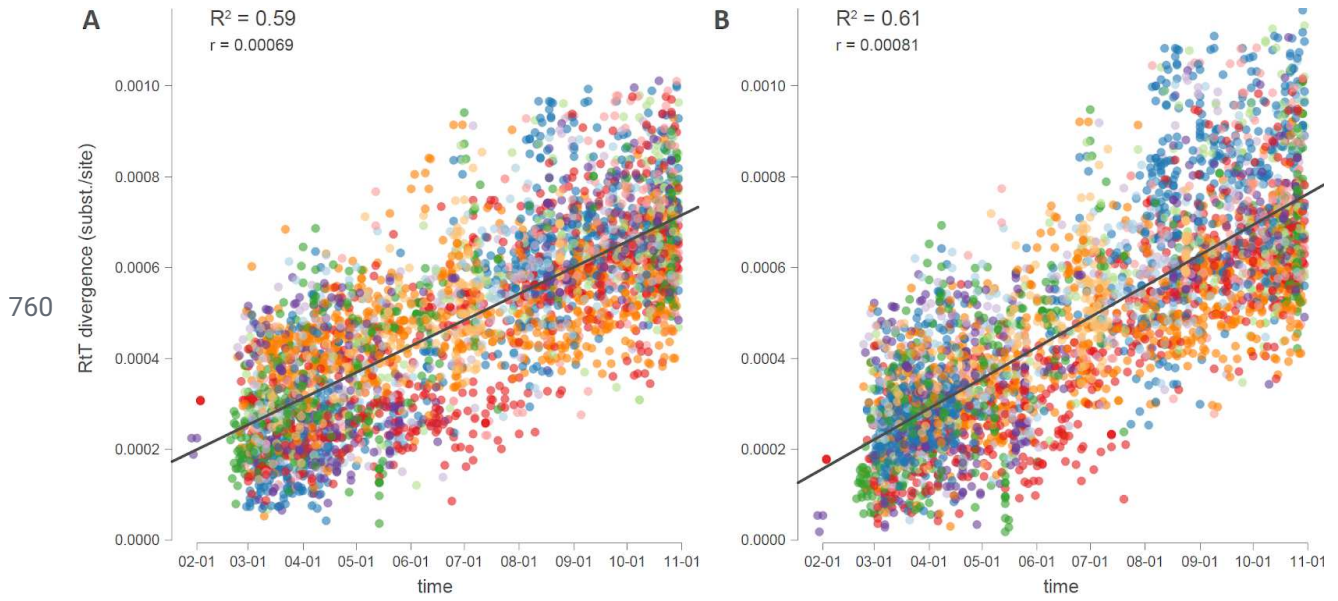 A
R² = 0.59
r = 0.00069
0.0010
0.0008
0.0006
0.0004
0.0002
0.0000
RtT divergence (subst./site)
02-01 03-01 04-01 05-01 06-01 07-01 08-01 09-01 10-01 11-01
time
B
R² = 0.61
r = 0.00081
0.0010
0.0008
0.0006
0.0004
0.0002
0.0000
02-01 03-01 04-01 05-01 06-01 07-01 08-01 09-01 10-01 11-01
time
760